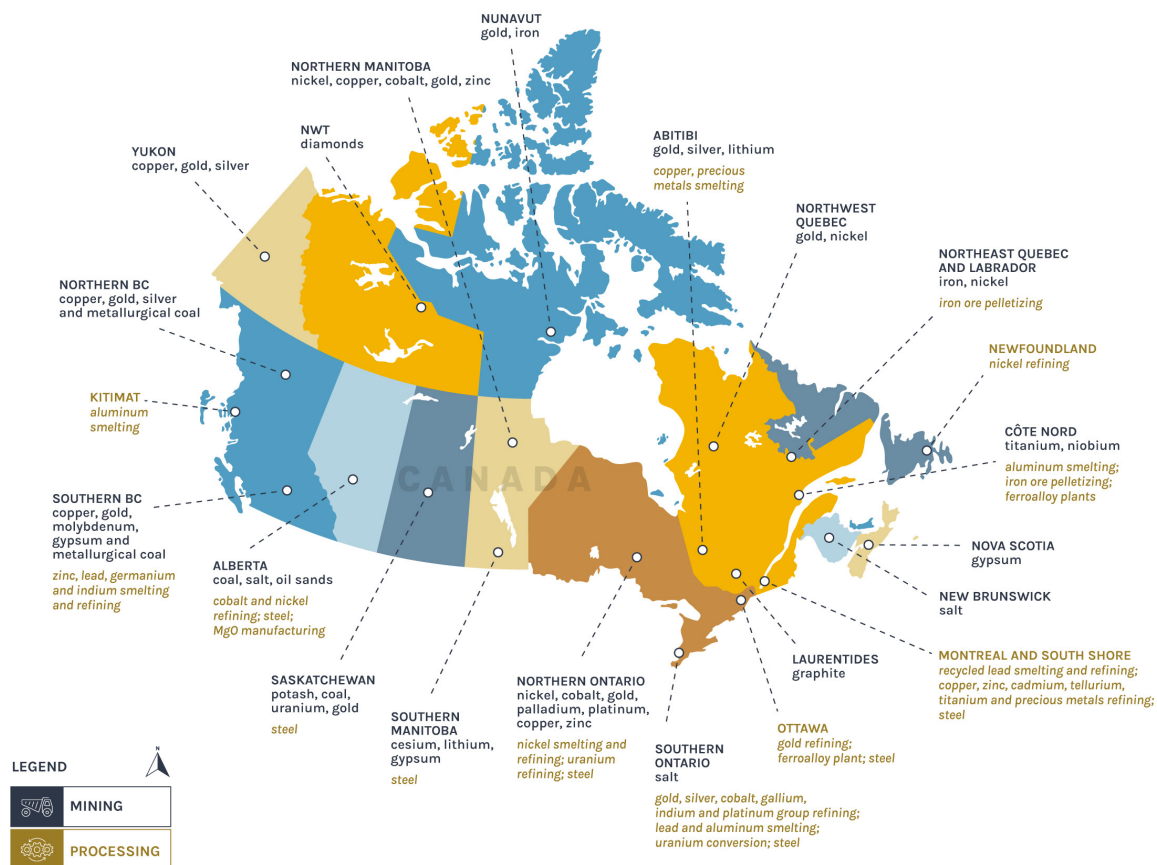 NUNAVUT
gold, iron
NORTHERN MANITOBA
nickel, copper, cobalt, gold, zinc
NWT
diamonds
ABITIBI
gold, silver, lithium
copper, precious
metals smelting
YUKON
copper, gold, silver
NORTHWEST
QUEBEC
gold, nickel
NORTHEAST QUEBEC
AND LABRADOR
iron, nickel
iron ore pelletizing
NORTHERN BC
copper, gold, silver
and metallurgical coal
NEWFOUNDLAND
nickel refining
KITIMAT
aluminum
smelting
CÔTE NORD
titanium, niobium
aluminum smelting;
iron ore pelletizing;
ferroalloy plants
CANADA
SOUTHERN BC
copper, gold,
molybdenum,
gypsum and
metallurgical coal
zinc, lead, germanium
and indium smelting
and refining
ALBERTA
coal, salt, oil sands
cobalt and nickel
refining; steel;
MgO manufacturing
NOVA SCOTIA
gypsum
NEW BRUNSWICK
salt
SASKATCHEWAN
potash, coal,
uranium, gold
steel
SOUTHERN
MANITOBA
cesium, lithium,
gypsum
steel
NORTHERN ONTARIO
nickel, cobalt, gold,
palladium, platinum,
copper, zinc
nickel smelting and
refining; uranium
refining; steel
SOUTHERN
ONTARIO
salt
gold, silver, cobalt, gallium,
indium and platinum group refining;
lead and aluminum smelting;
uranium conversion; steel
LAURENTIDES
graphite
OTTAWA
gold refining;
ferroalloy plant; steel
MONTREAL AND SOUTH SHORE
recycled lead smelting and refining;
copper, zinc, cadmium, tellurium,
titanium and precious metals refining;
steel
LEGEND
N
MINING
PROCESSING